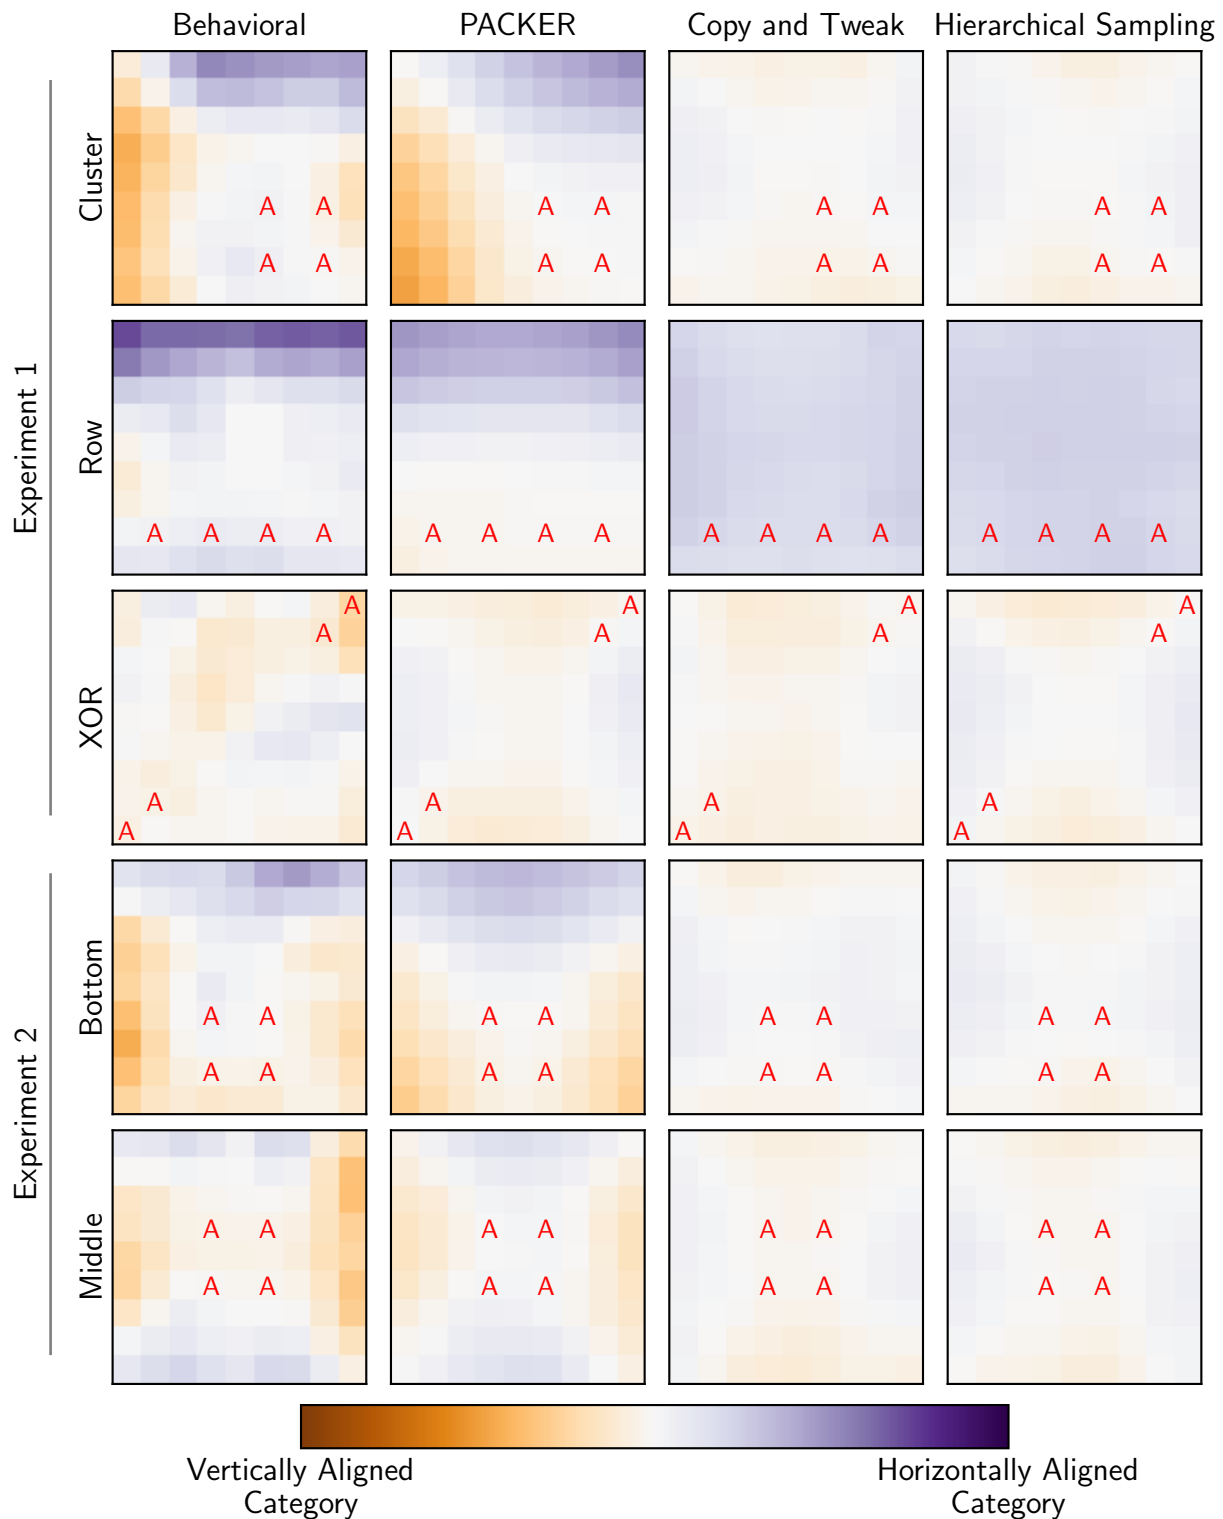 Behavioral PACKER Copy and Tweak Hierarchical Sampling
Experiment 1
Cluster
A A A A A A
A A
A A A A A A
A A
Row
A A A A A A A A A A A A A A A A
XOR
A A A A
A A A A
A A A A
A A A A
Experiment 2
Bottom
A A A A A A A A
A A A A A A A A
Middle
A A A A A A A A
A A A A A A A A
Vertically Aligned
Category
Horizontally Aligned
Category